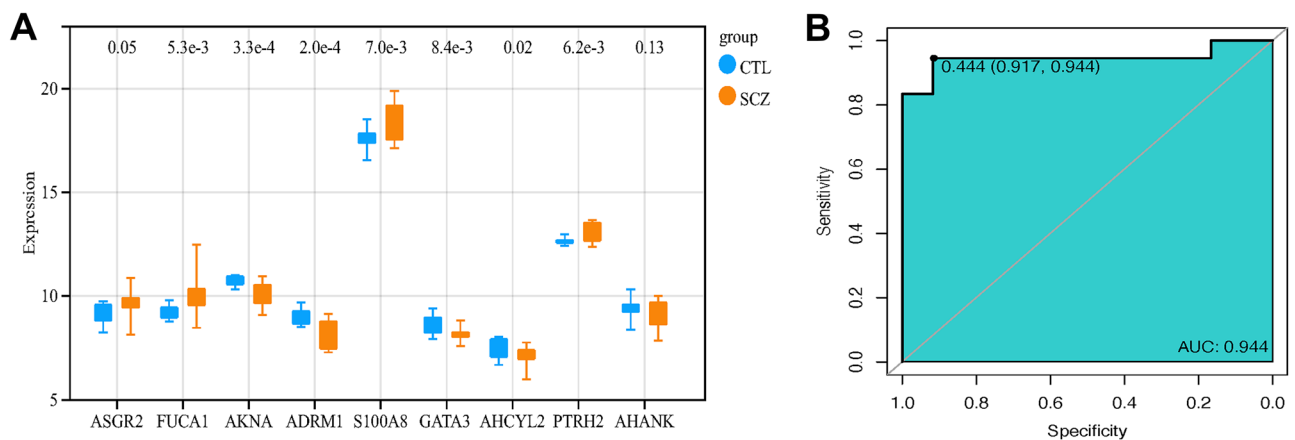 A
0.05 5.3e-3 3.3e-4 2.0e-4 7.0e-3 8.4e-3 0.02 6.2e-3 0.13
group
CTL
SCZ
20
15
10
5
Expression
ASGR2 FUCA1 AKNA ADRM1 S100A8 GATA3 AHCYL2 PTRH2 AHANK
B
1.0
0.8
0.6
0.4
0.2
0.0
Sensitivity
0.444 (0.917, 0.944)
AUC: 0.944
1.0 0.8 0.6 0.4 0.2 0.0
Specificity